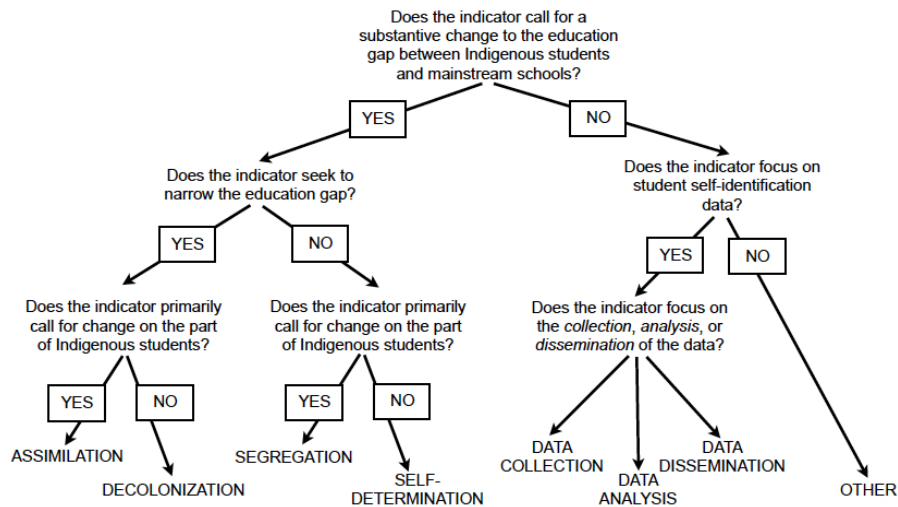 Does the indicator call for a
substantive change to the education
gap between Indigenous students
and mainstream schools?
YES
NO
Does the indicator seek to
narrow the education gap?
Does the indicator focus on
student self-identification
data?
YES
NO
YES
NO
Does the indicator primarily
call for change on the part
of Indigenous students?
Does the indicator primarily
call for change on the part
of Indigenous students?
Does the indicator focus on
the collection, analysis, or
dissemination of the data?
YES
NO
YES
NO
ASSIMILATION
DECOLONIZATION
SEGREGATION
SELF-
DETERMINATION
DATA
COLLECTION
DATA
ANALYSIS
DATA
DISSEMINATION
OTHER